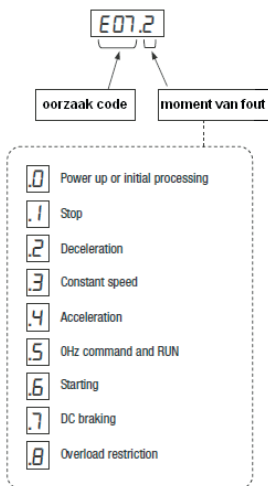 E07.2
oorzaak code
moment van fout
.0 Power up or initial processing
.1 Stop
.2 Deceleration
.3 Constant speed
.4 Acceleration
.5 0Hz command and RUN
.6 Starting
.7 DC braking
.8 Overload restriction